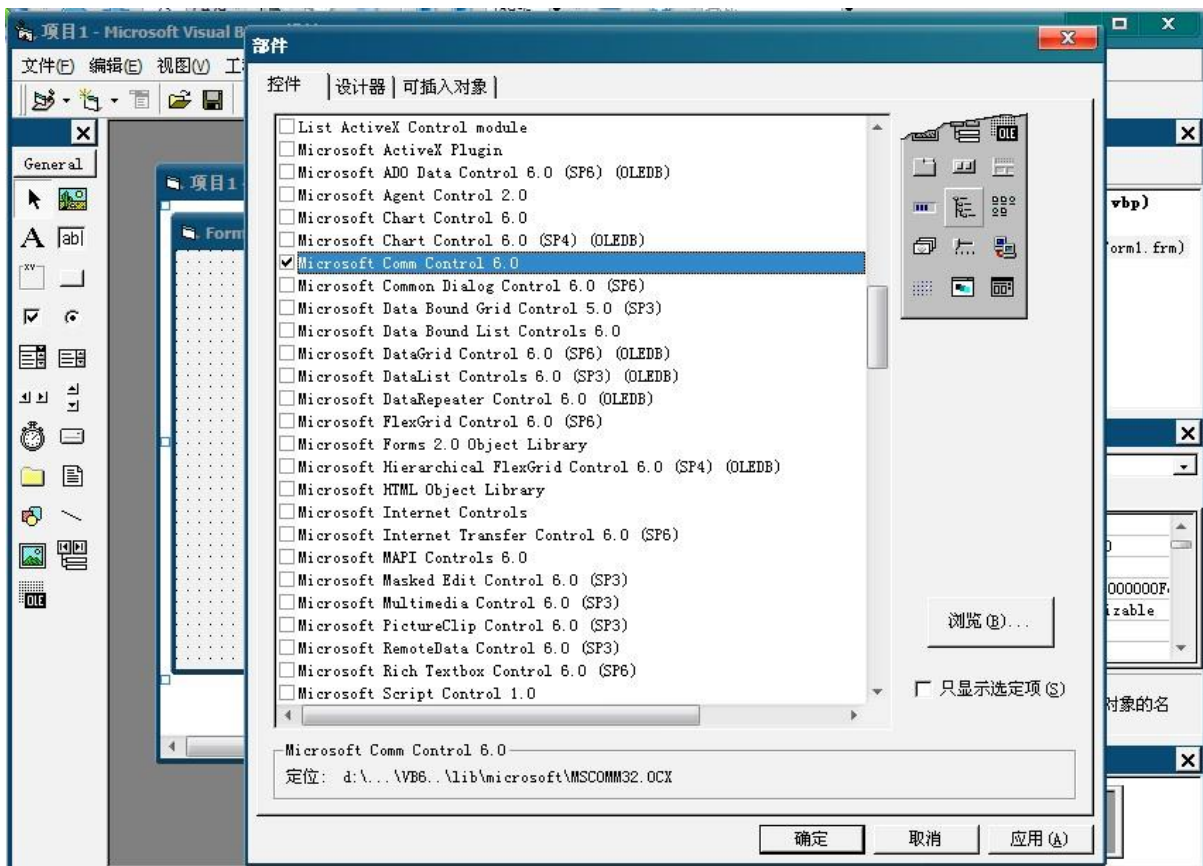 項目1 - Microsoft Visual B
文件(F) 编辑(E) 视图(V) 工
General
項目1
Form
部件
控件
设计器
可插入对象
List ActiveX Control module
Microsoft ActiveX Plugin
Microsoft ADO Data Control 6.0 (SP6) (OLEDB)
Microsoft Agent Control 2.0
Microsoft Chart Control 6.0
Microsoft Chart Control 6.0 (SP4) (OLEDB)
Microsoft Comm Control 6.0
Microsoft Common Dialog Control 6.0 (SP6)
Microsoft Data Bound Grid Control 5.0 (SP3)
Microsoft Data Bound List Controls 6.0
Microsoft DataGrid Control 6.0 (SP6) (OLEDB)
Microsoft DataList Controls 6.0 (SP3) (OLEDB)
Microsoft DataRepeater Control 6.0 (OLEDB)
Microsoft FlexGrid Control 6.0 (SP6)
Microsoft Forms 2.0 Object Library
Microsoft Hierarchical FlexGrid Control 6.0 (SP4) (OLEDB)
Microsoft HTML Object Library
Microsoft Internet Controls
Microsoft Internet Transfer Control 6.0 (SP6)
Microsoft MAPI Controls 6.0
Microsoft Masked Edit Control 6.0 (SP3)
Microsoft Multimedia Control 6.0 (SP3)
Microsoft PictureClip Control 6.0 (SP3)
Microsoft RemoteData Control 6.0 (SP3)
Microsoft Rich Textbox Control 6.0 (SP6)
Microsoft Script Control 1.0
浏览(B)...
只显示选定项(S)
Microsoft Comm Control 6.0
定位: d:\...\VB6..\lib\microsoft\MSCOMM32.OCX
确定
取消
应用(A)
vbp)
orm1.frm)
000000F
izable
对象的名